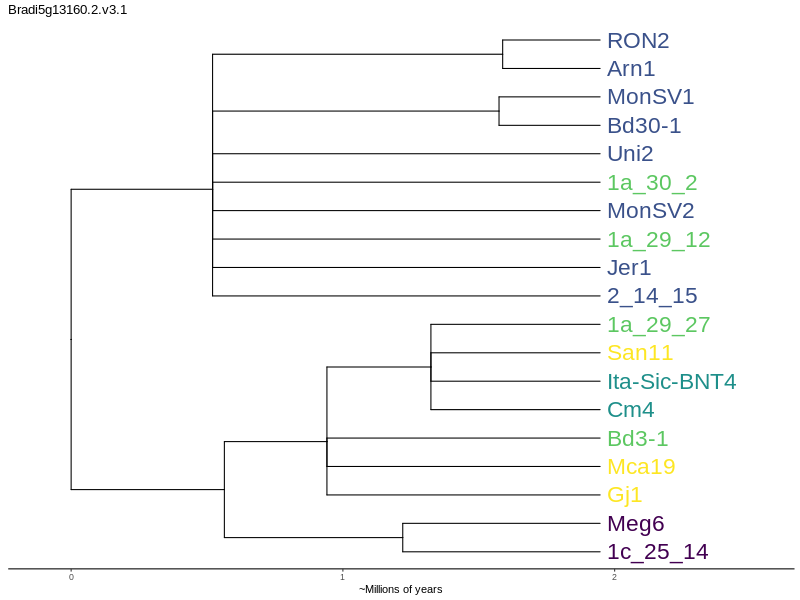 Bradi5g13160.2.v3.1
RON2
Arn1
MonSV1
Bd30-1
Uni2
1a_30_2
MonSV2
1a_29_12
Jer1
2_14_15
1a_29_27
San11
Ita-Sic-BNT4
Cm4
Bd3-1
Mca19
Gj1
Meg6
1c_25_14
0 1 2
~Millions of years